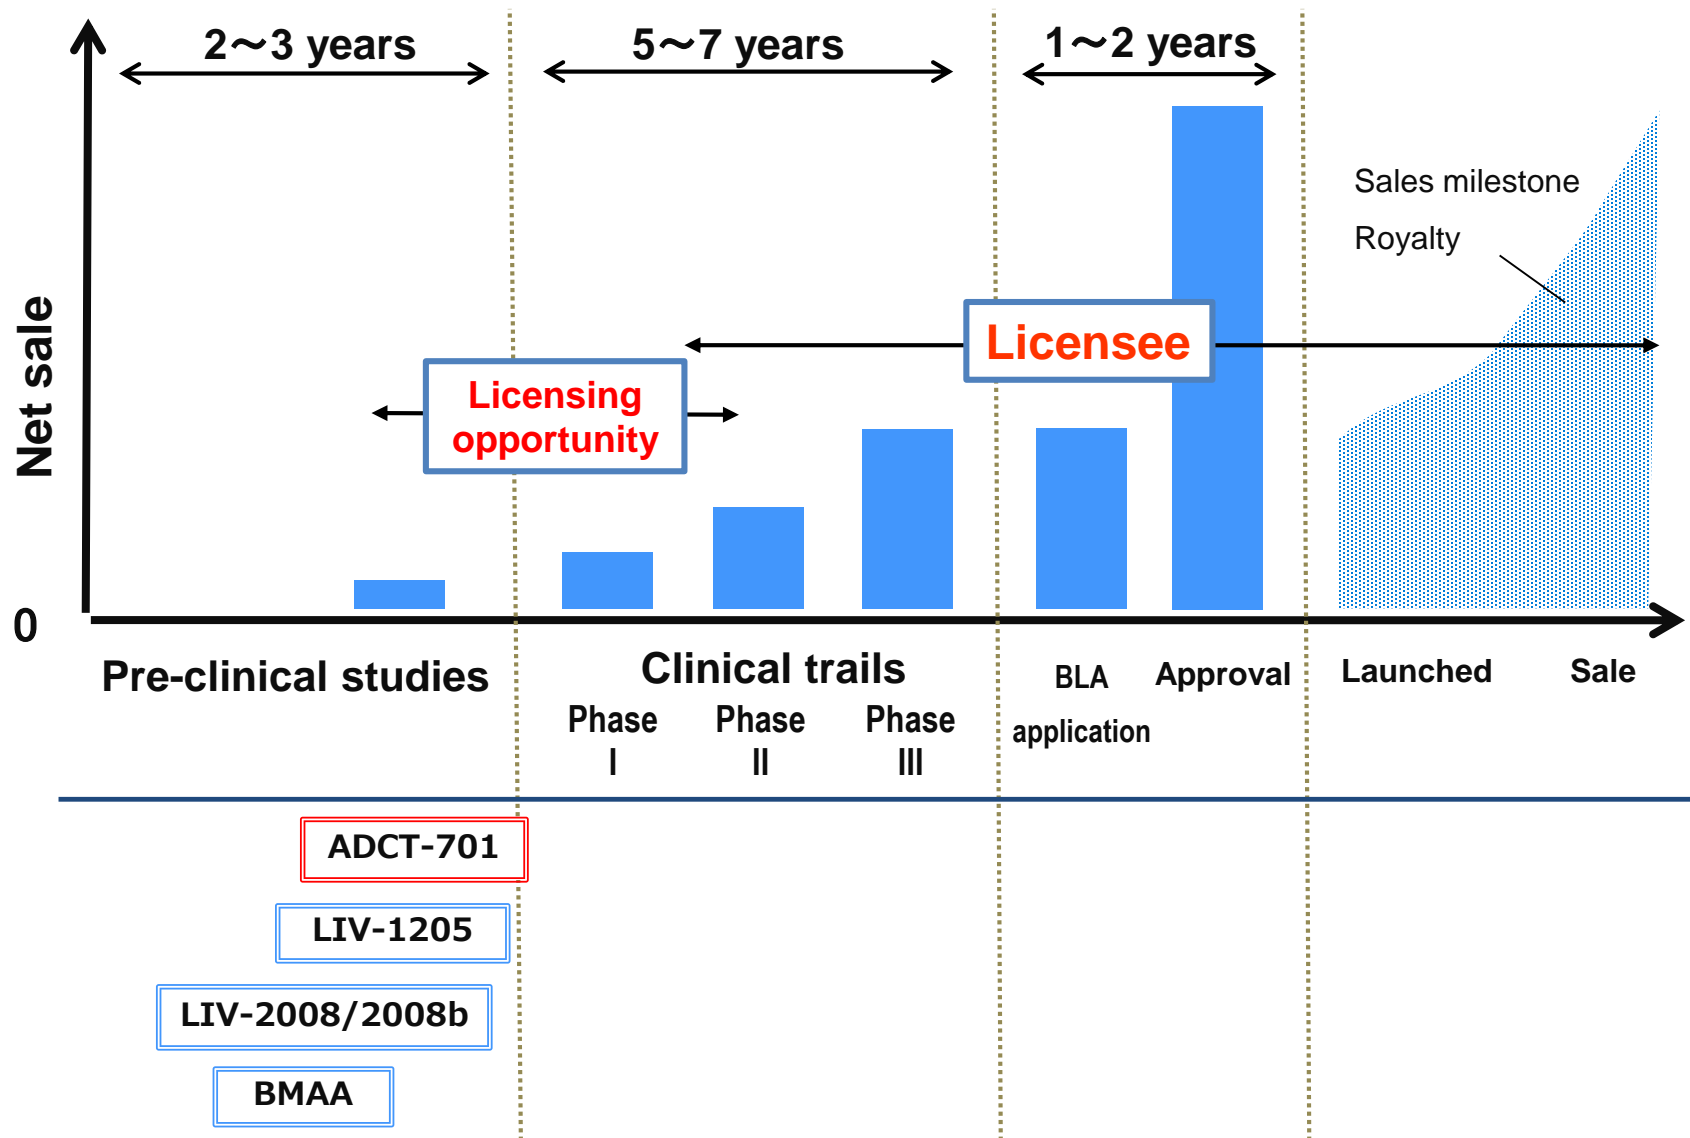 2～3 years
5～7 years
1～2 years
Sales milestone
Royalty
Net sale
Licensee
Licensing
opportunity
0
Pre-clinical studies
Clinical trails
Phase
I
Phase
II
Phase
III
BLA
application
Approval
Launched
Sale
ADCT-701
LIV-1205
LIV-2008/2008b
BMAA